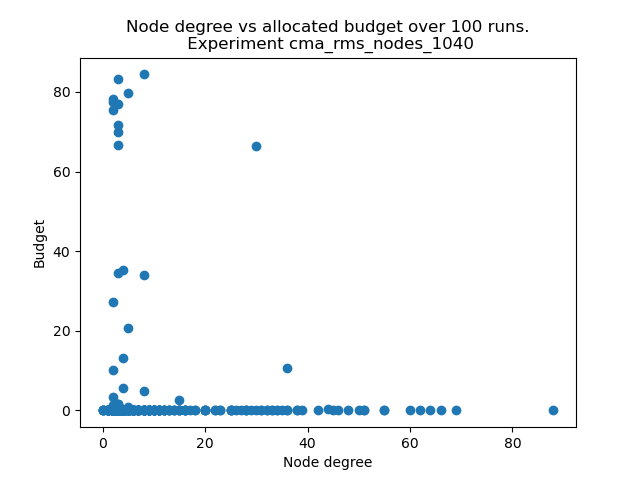 Node degree vs allocated budget over 100 runs.
Experiment cma_rms_nodes_1040
80
60
40
20
0
Budget
0 20 40 60 80
Node degree